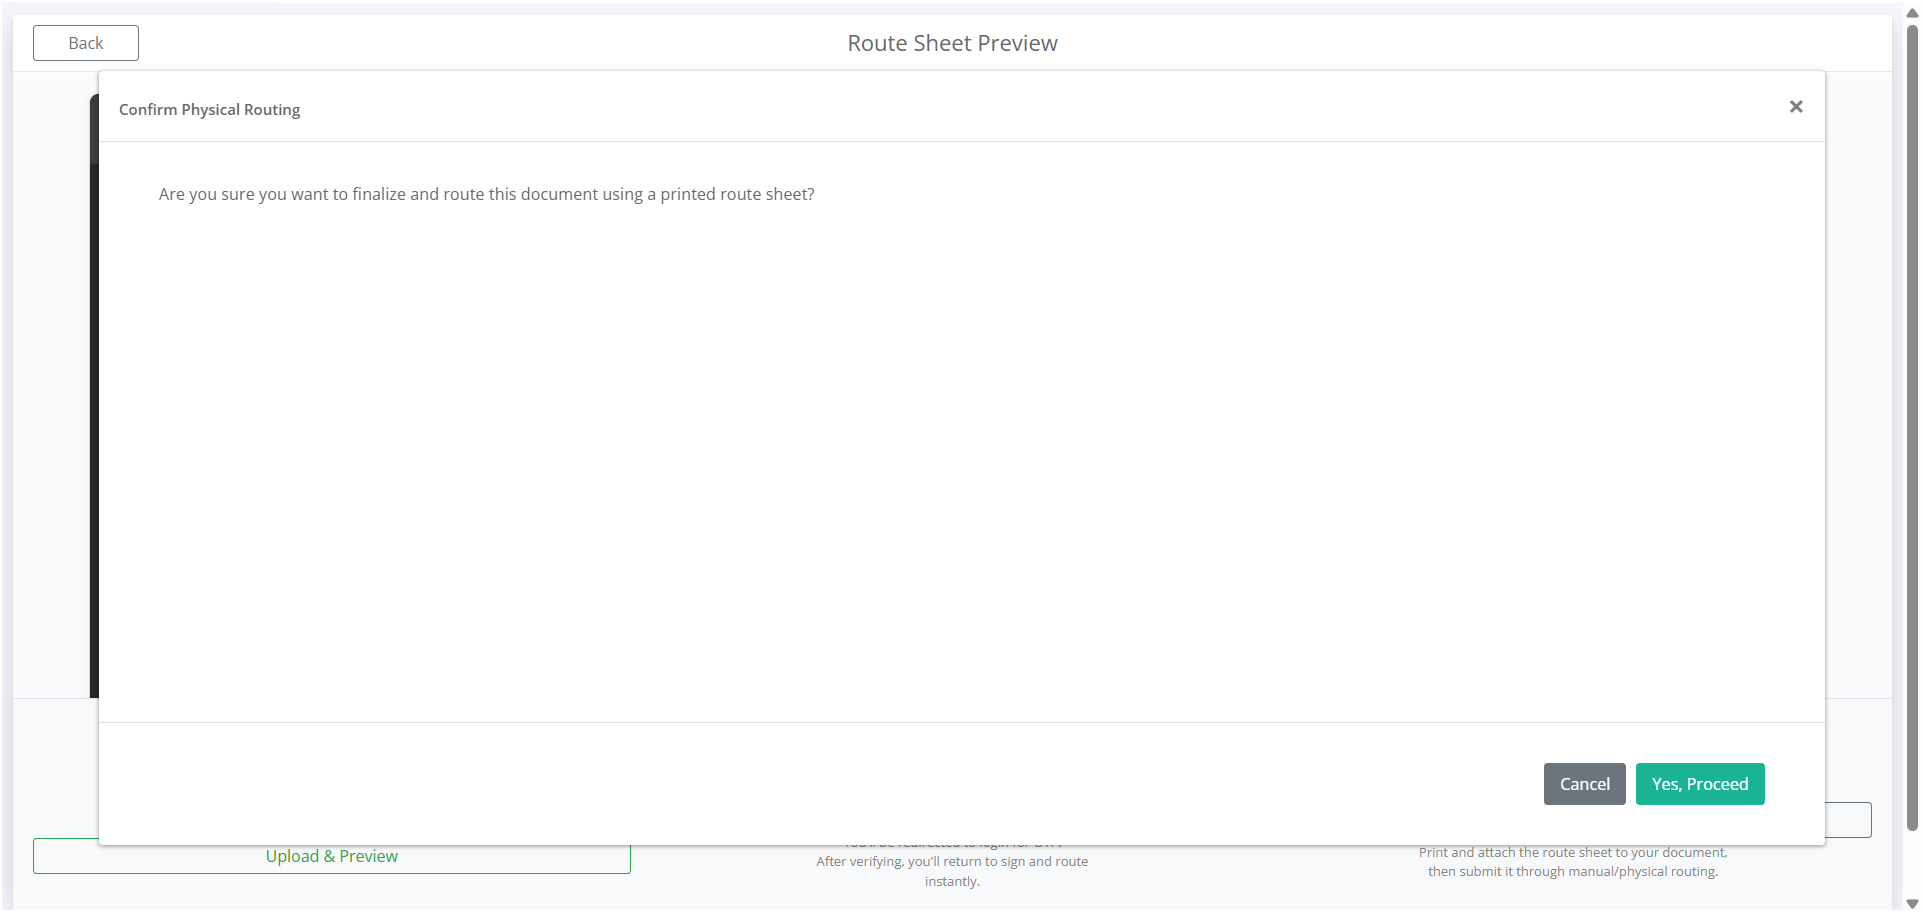 Back
Route Sheet Preview
Confirm Physical Routing
×
Are you sure you want to finalize and route this document using a printed route sheet?
Cancel
Yes, Proceed
Upload & Preview
After verifying, you'll return to sign and route
instantly.
Print and attach the route sheet to your document,
then submit it through manual/physical routing.